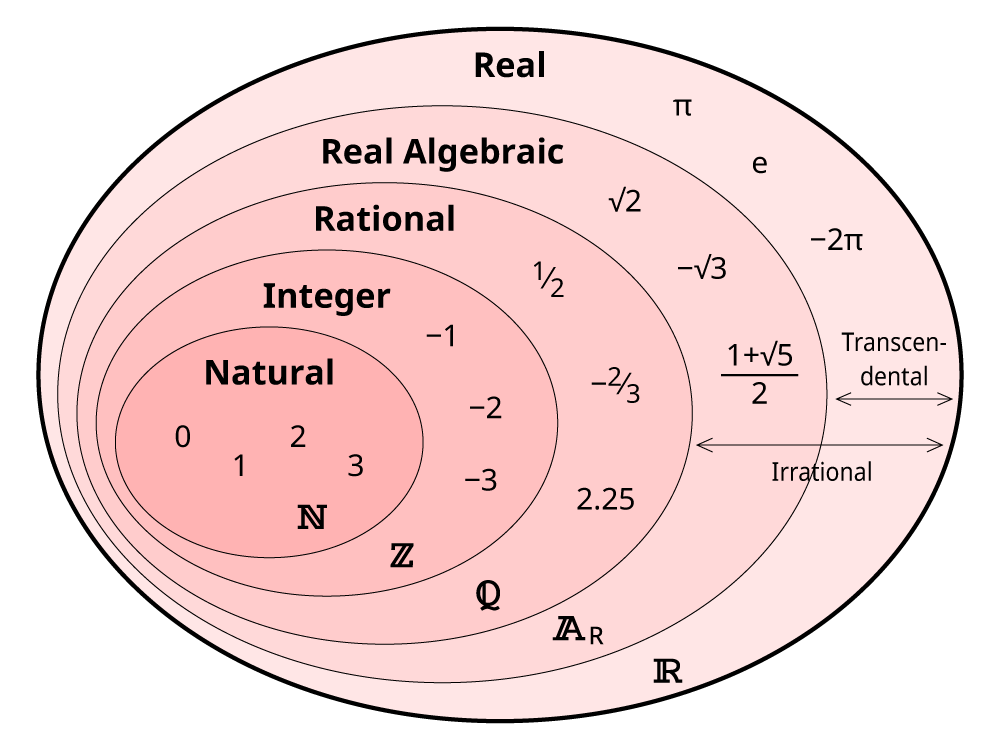 Real
π
Real Algebraic
e
√2
Rational
−2π
−√3
1⁄2
Integer
−1
Transcen-
dental
1+√5
2
Natural
−2⁄3
−2
0 2
1 3
Irrational
−3
2.25
ℕ
ℤ
ℚ
𝔸R
ℝ